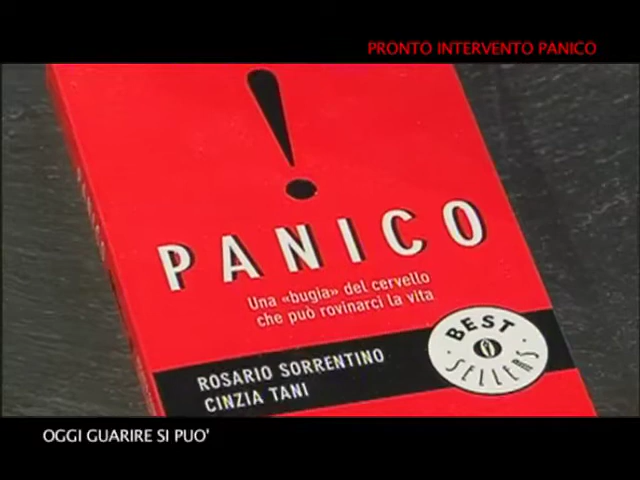 PRONTO INTERVENTO PANICO
!
PANICO
PANICO
Una «bugia» del cervello
che può rovinarci la vita
BEST
SELLERS
ROSARIO SORRENTINO
CINZIA TANI
OGGI GUARIRE SI PUO'